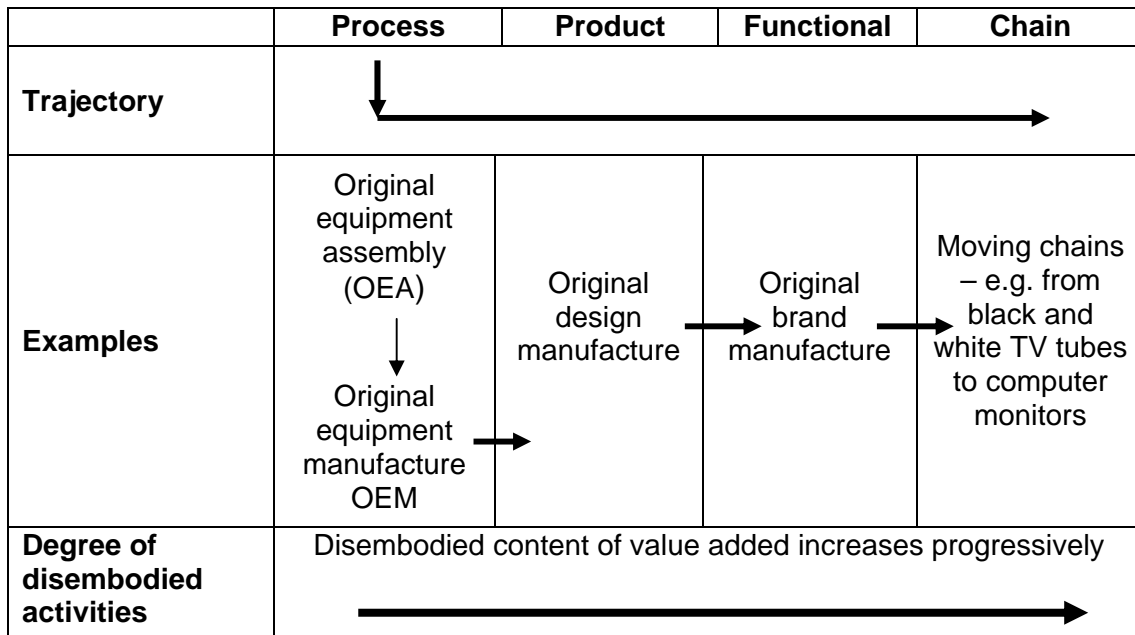 Process
Product
Functional
Chain
Trajectory
Examples
Original
equipment
assembly
(OEA)
Original
equipment
manufacture
OEM
Original
design
manufacture
Original
brand
manufacture
Moving chains
– e.g. from
black and
white TV tubes
to computer
monitors
Degree of
disembodied
activities
Disembodied content of value added increases progressively